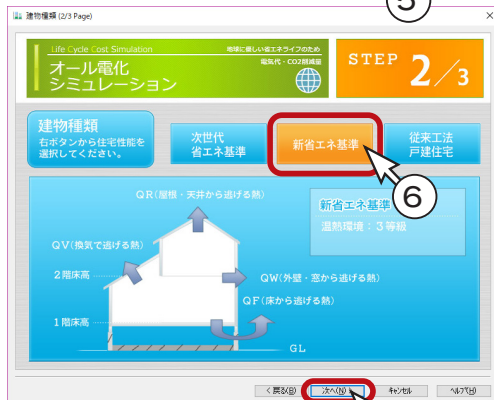 ⑤
建物種類 (2/3 Page)
×
Life Cycle Cost Simulation
地球に優しい省エネライフのため
電気代・CO2削減量
オール電化
シミュレーション
STEP 2/3
建物種類
右ボタンから住宅性能を
選択してください。
次世代
省エネ基準
新省エネ基準
従来工法
戸建住宅
⑥
QR(屋根・天井から逃げる熱)
新省エネ基準
温熱環境：3等級
QV(換気で逃げる熱)
2階床高
QW(外壁・窓から逃げる熱)
QF(床から逃げる熱)
1階床高
GL
< 戻る(B)
次へ(N) >
キャンセル
ヘルプ(H)